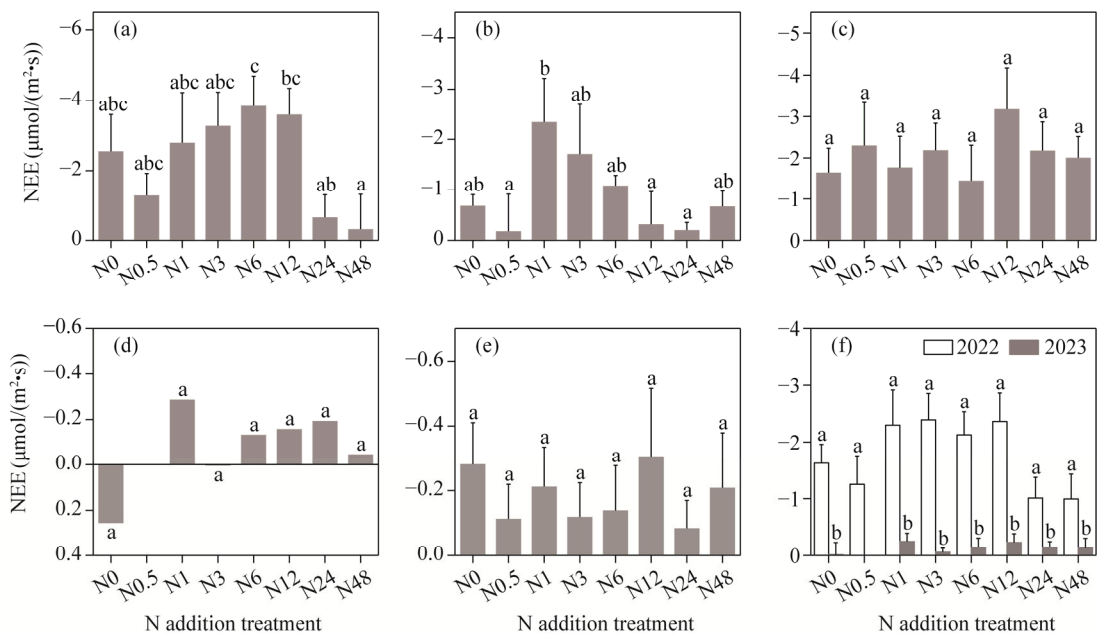 (a)
NEE (μmol/(m²•s))
−6
−4
−2
0
abc
abc
abc
abc
c
bc
ab
a
N0
N0.5
N1
N3
N6
N12
N24
N48
(b)
−4
−3
−2
−1
0
ab
a
b
ab
ab
a
a
ab
N0
N0.5
N1
N3
N6
N12
N24
N48
(c)
−5
−4
−3
−2
−1
0
a
a
a
a
a
a
a
a
N0
N0.5
N1
N3
N6
N12
N24
N48
(d)
NEE (μmol/(m²•s))
−0.6
−0.4
−0.2
0.0
0.2
0.4
a
a
a
a
a
a
a
N0
N0.5
N1
N3
N6
N12
N24
N48
N addition treatment
(e)
−0.6
−0.4
−0.2
0.0
a
a
a
a
a
a
a
a
N0
N0.5
N1
N3
N6
N12
N24
N48
N addition treatment
(f)
2022
2023
−4
−3
−2
−1
0
a
b
a
a
b
a
b
a
b
a
b
a
b
a
b
N0
N0.5
N1
N3
N6
N12
N24
N48
N addition treatment